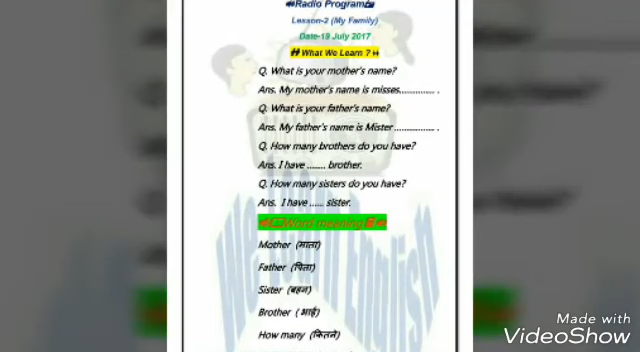 Radio Program
Lesson-2 (My Family)
Date-19 July 2017
What We Learn ?
Q. What is your mother's name?
Ans. My mother's name is misses.............. .
Q. What is your father's name?
Ans. My father's name is Mister ................ .
Q. How many brothers do you have?
Ans. I have ........ brother.
Q. How many sisters do you have?
Ans. I have ...... sister.
Word meaning
Mother (माता)
Father (पिता)
Sister (बहन)
Brother ( भाई)
How many (कितने)
We learn English
Made with
VideoShow